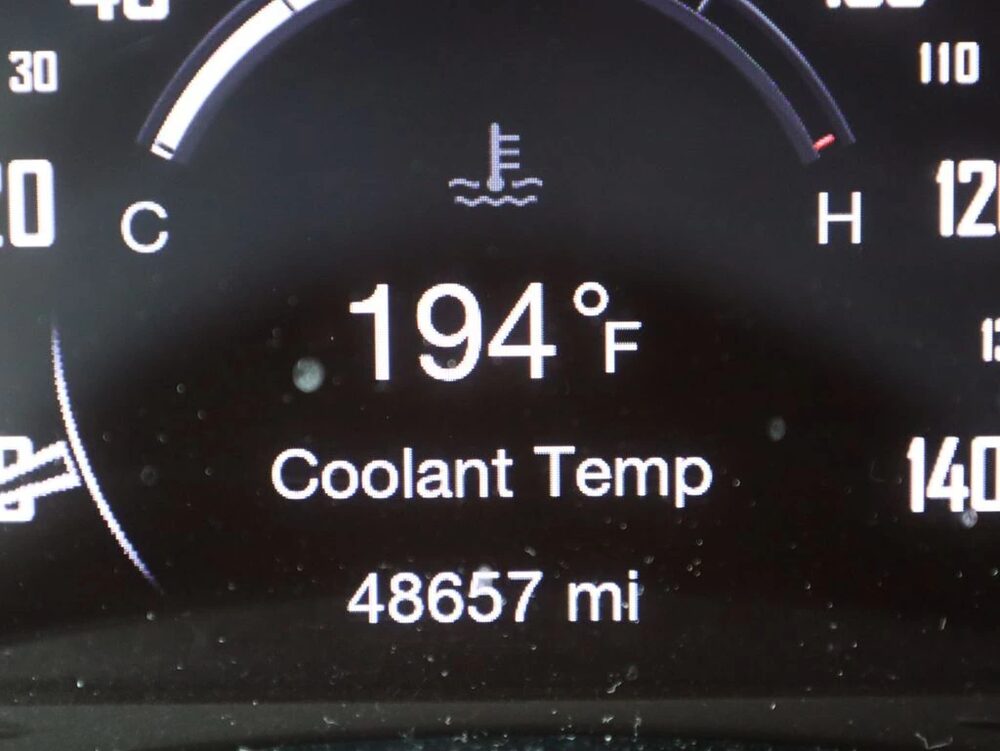 30
110
C
H
120
194°F
Coolant Temp
140
48657 mi